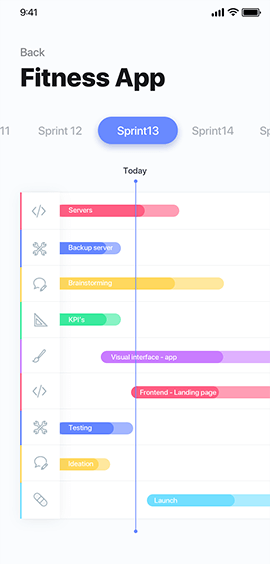 9:41
Back
Fitness App
11 Sprint 12 Sprint13 Sprint14 Sp
Today
Servers
Backup server
Brainstorming
KPI's
Visual interface - app
Frontend - Landing page
Testing
Ideation
Launch